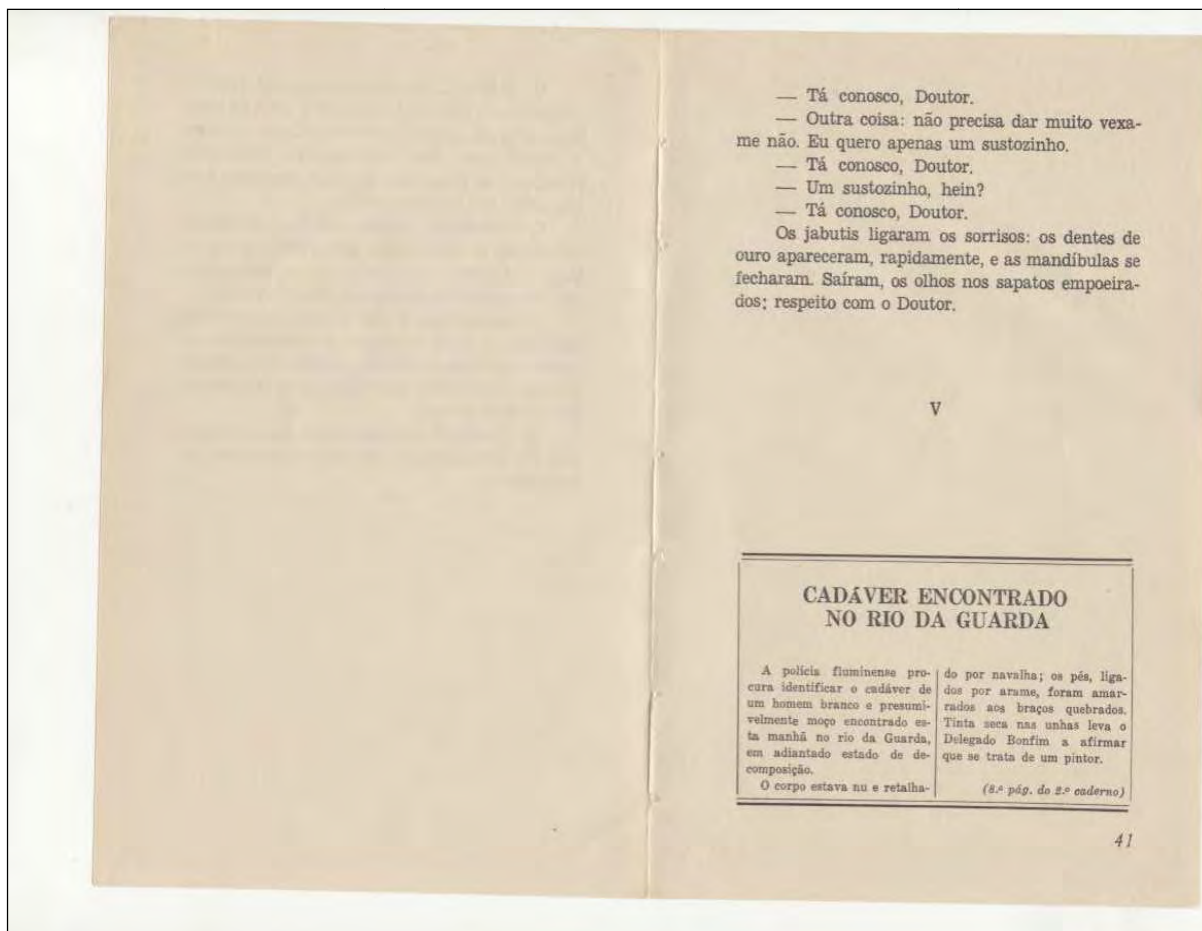 — Tá conosco, Doutor.
— Outra coisa: não precisa dar muito vexa-
me não. Eu quero apenas um sustozinho.
— Tá conosco, Doutor.
— Um sustozinho, hein?
— Tá conosco, Doutor.
Os jabutis ligaram os sorrisos: os dentes de
ouro apareceram, rapidamente, e as mandíbulas se
fecharam. Saíram, os olhos nos sapatos empoeira-
dos; respeito com o Doutor.
V
CADÁVER ENCONTRADO
NO RIO DA GUARDA
A polícia fluminense pro-
cura identificar o cadáver de
um homem branco e presumi-
velmente moço encontrado es-
ta manhã no rio da Guarda,
em adiantado estado de de-
composição.
O corpo estava nu e retalha-
do por navalha; os pés, liga-
dos por arame, foram amar-
rados aos braços quebrados.
Tinta seca nas unhas leva o
Delegado Bonfim a afirmar
que se trata de um pintor.
(8.ª pág. do 2.º caderno)
41